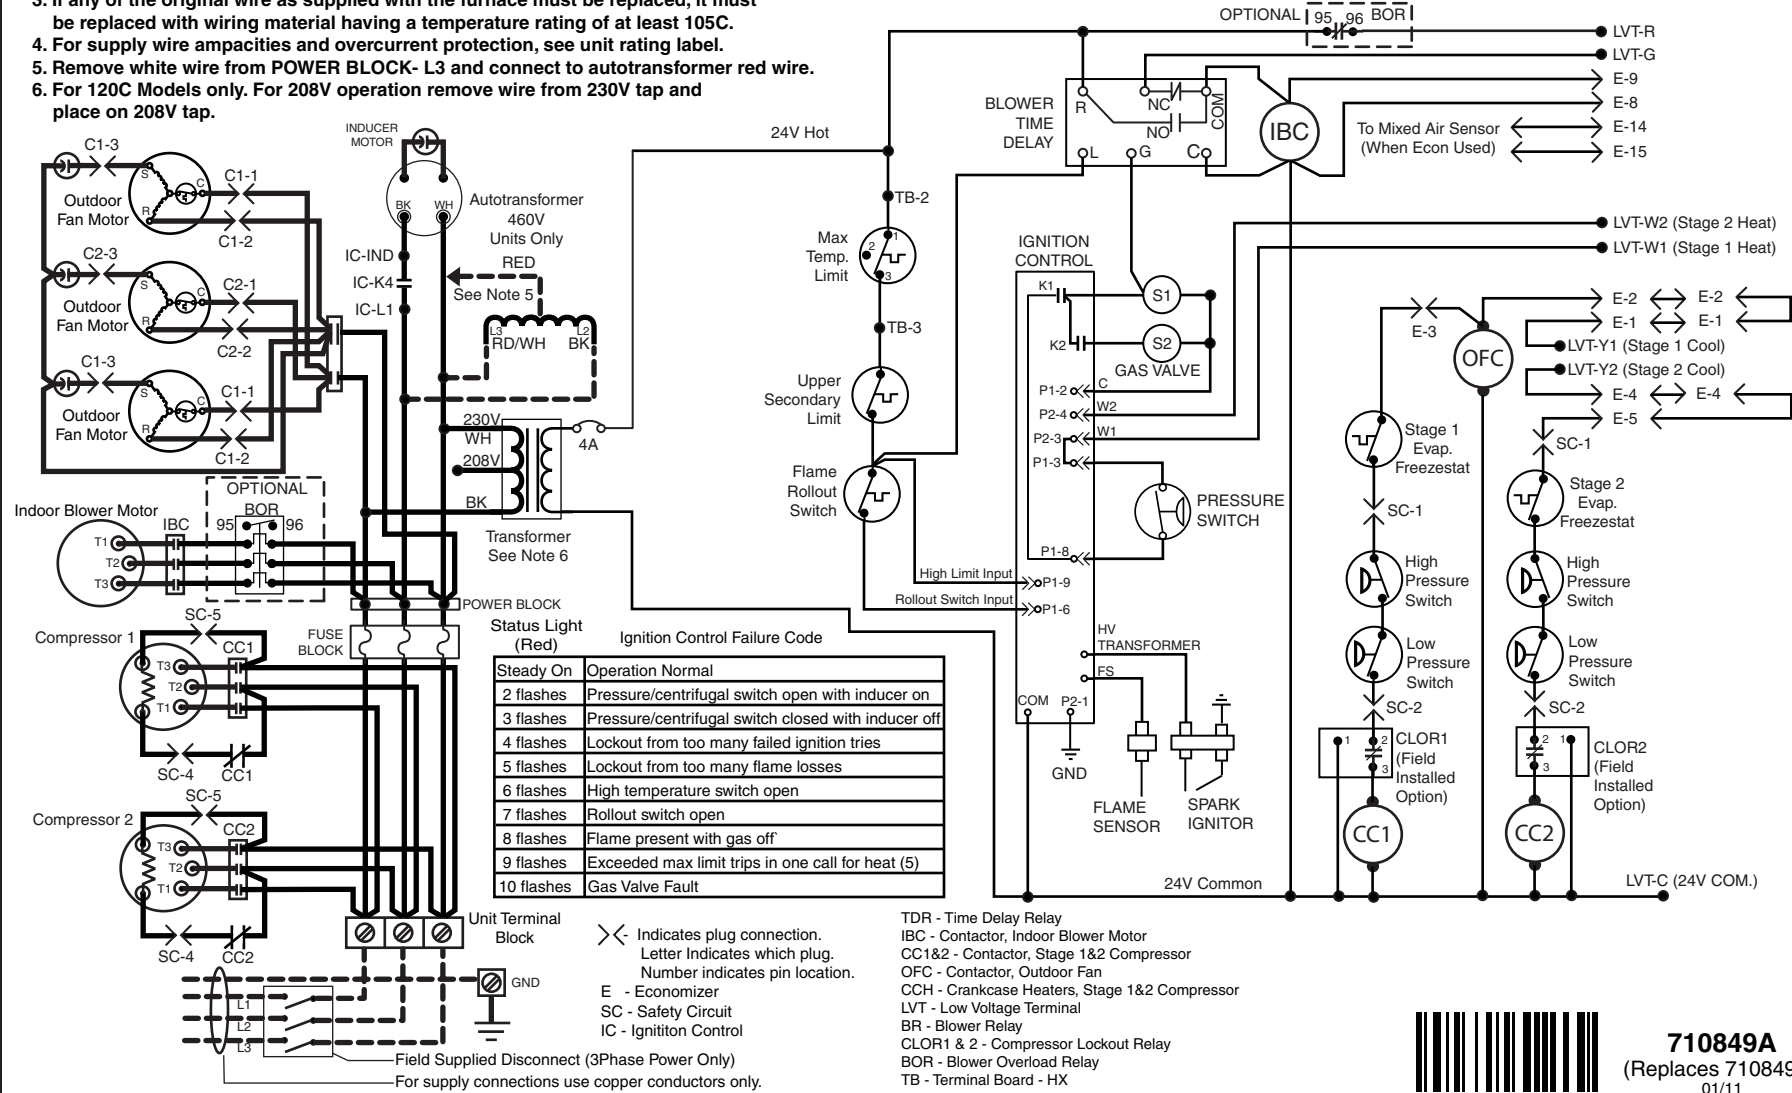 3. If any of the original wire as supplied with the furnace must be replaced, it must
be replaced with wiring material having a temperature rating of at least 105C.
4. For supply wire ampacities and overcurrent protection, see unit rating label.
5. Remove white wire from POWER BLOCK- L3 and connect to autotransformer red wire.
6. For 120C Models only. For 208V operation remove wire from 230V tap and
place on 208V tap.
OPTIONAL
95
96
BOR
LVT-R
LVT-G
E-9
E-8
E-14
E-15
To Mixed Air Sensor
(When Econ Used)
BLOWER
TIME
DELAY
R
NC
NO
COM
L
G
C
IBC
24V Hot
INDUCER
MOTOR
BK
WH
Autotransformer
460V
Units Only
RED
See Note 5
IC-IND
IC-K4
IC-L1
L3
RD/WH
L2
BK
C1-3
S
C
R
C1-1
C1-2
Outdoor
Fan Motor
C2-3
S
C
R
C2-1
C2-2
Outdoor
Fan Motor
C1-3
S
C
R
C1-1
C1-2
Outdoor
Fan Motor
TB-2
Max
Temp.
Limit
1
2
3
TB-3
Upper
Secondary
Limit
Flame
Rollout
Switch
IGNITION
CONTROL
K1
K2
S1
S2
GAS VALVE
P1-2
C
P2-4
W2
P2-3
W1
P1-3
PRESSURE
SWITCH
P1-8
High Limit Input
P1-9
Rollout Switch Input
P1-6
HV
TRANSFORMER
FS
COM
P2-1
GND
FLAME
SENSOR
SPARK
IGNITOR
LVT-W2 (Stage 2 Heat)
LVT-W1 (Stage 1 Heat)
E-2
E-2
E-1
E-1
LVT-Y1 (Stage 1 Cool)
LVT-Y2 (Stage 2 Cool)
E-4
E-4
E-5
E-3
OFC
Stage 1
Evap.
Freezestat
SC-1
High
Pressure
Switch
Low
Pressure
Switch
SC-2
1
2
3
CLOR1
(Field
Installed
Option)
CC1
SC-1
Stage 2
Evap.
Freezestat
High
Pressure
Switch
Low
Pressure
Switch
SC-2
2
1
3
CLOR2
(Field
Installed
Option)
CC2
24V Common
LVT-C (24V COM.)
230V
WH
208V
BK
4A
Transformer
See Note 6
OPTIONAL
BOR
95
96
Indoor Blower Motor
IBC
T1
T2
T3
POWER BLOCK
FUSE
BLOCK
SC-5
Compressor 1
CC1
T3
T2
T1
SC-4
CC1
SC-5
Compressor 2
CC2
T3
T2
T1
SC-4
CC2
Status Light
(Red)
Ignition Control Failure Code
Steady On Operation Normal
2 flashes Pressure/centrifugal switch open with inducer on
3 flashes Pressure/centrifugal switch closed with inducer off
4 flashes Lockout from too many failed ignition tries
5 flashes Lockout from too many flame losses
6 flashes High temperature switch open
7 flashes Rollout switch open
8 flashes Flame present with gas off`
9 flashes Exceeded max limit trips in one call for heat (5)
10 flashes Gas Valve Fault
Unit Terminal
Block
GND
L1
L2
L3
Field Supplied Disconnect (3Phase Power Only)
For supply connections use copper conductors only.
- Indicates plug connection.
Letter Indicates which plug.
Number indicates pin location.
E - Economizer
SC - Safety Circuit
IC - Ignititon Control
TDR - Time Delay Relay
IBC - Contactor, Indoor Blower Motor
CC1&2 - Contactor, Stage 1&2 Compressor
OFC - Contactor, Outdoor Fan
CCH - Crankcase Heaters, Stage 1&2 Compressor
LVT - Low Voltage Terminal
BR - Blower Relay
CLOR1 & 2 - Compressor Lockout Relay
BOR - Blower Overload Relay
TB - Terminal Board - HX
710849A
(Replaces 710849
01/11